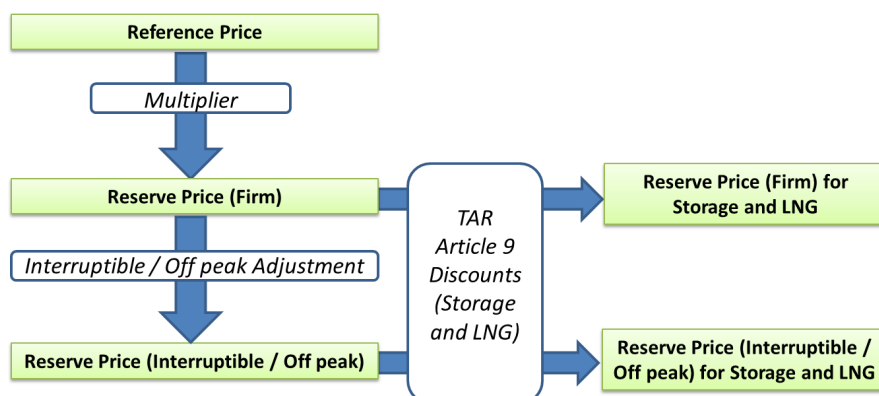 Reference Price
Multiplier
Reserve Price (Firm)
Interruptible / Off peak Adjustment
Reserve Price (Interruptible / Off peak)
TAR
Article 9
Discounts
(Storage
and LNG)
Reserve Price (Firm) for
Storage and LNG
Reserve Price (Interruptible /
Off peak) for Storage and LNG